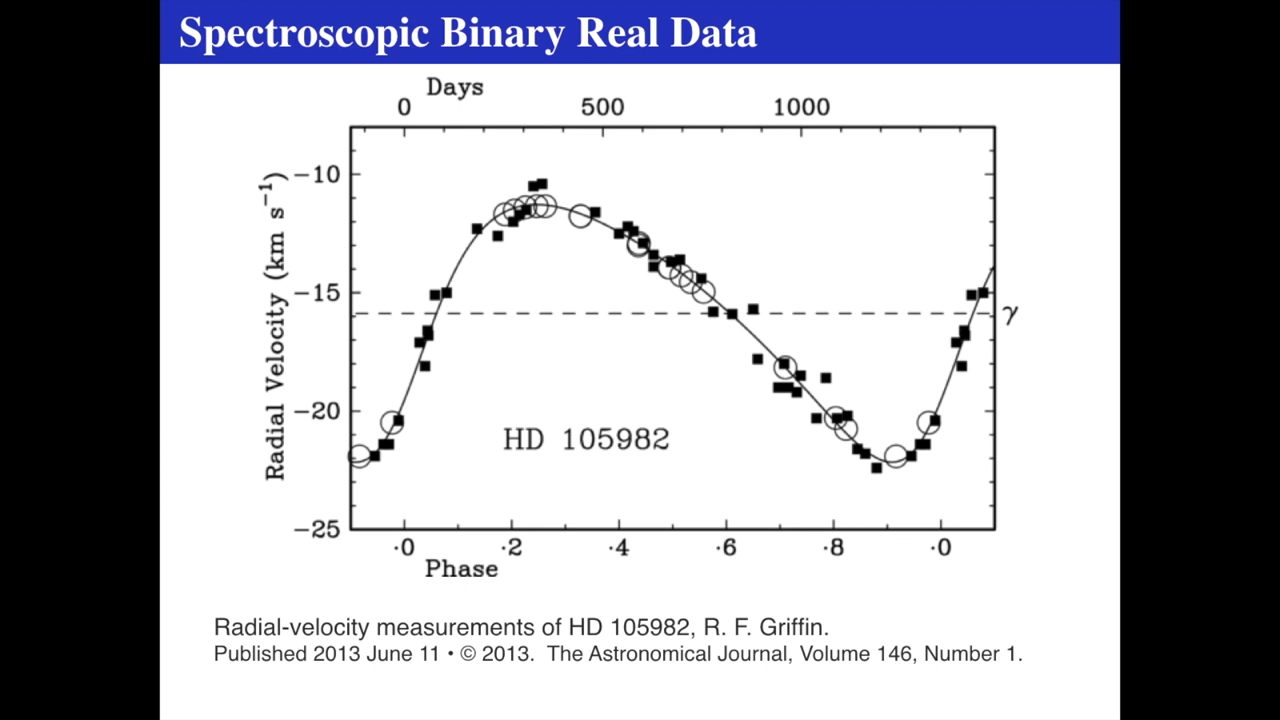 Spectroscopic Binary Real Data
Days
0 500 1000
Radial Velocity (km s⁻¹)
−10
−15
−20
−25
γ
HD 105982
·0 ·2 ·4 ·6 ·8 ·0
Phase
Radial-velocity measurements of HD 105982, R. F. Griffin.
Published 2013 June 11 • © 2013. The Astronomical Journal, Volume 146, Number 1.